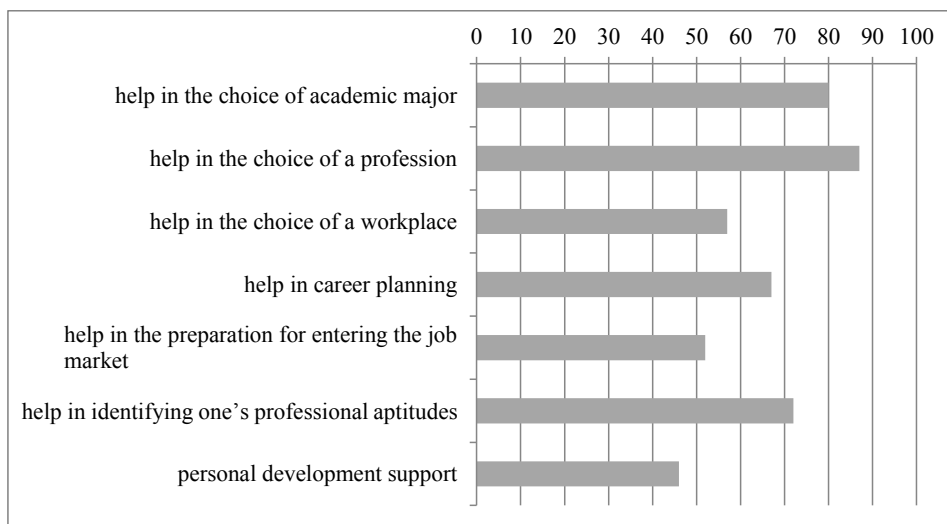 0 10 20 30 40 50 60 70 80 90 100
help in the choice of academic major
help in the choice of a profession
help in the choice of a workplace
help in career planning
help in the preparation for entering the job
market
help in identifying one’s professional aptitudes
personal development support